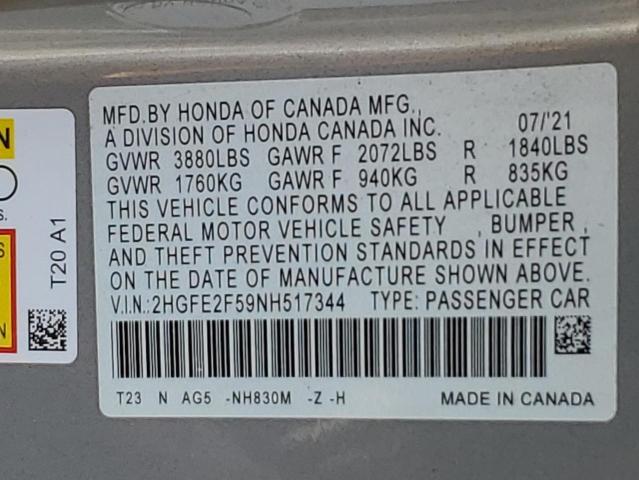 MFD.BY HONDA OF CANADA MFG.,
A DIVISION OF HONDA CANADA INC. 07/'21
GVWR 3880LBS GAWR F 2072LBS R 1840LBS
GVWR 1760KG GAWR F 940KG R 835KG
THIS VEHICLE CONFORMS TO ALL APPLICABLE
FEDERAL MOTOR VEHICLE SAFETY , BUMPER ,
AND THEFT PREVENTION STANDARDS IN EFFECT
ON THE DATE OF MANUFACTURE SHOWN ABOVE.
V.I.N.:2HGFE2F59NH517344 TYPE: PASSENGER CAR
T23 N AG5 -NH830M -Z -H MADE IN CANADA
T20 A1
N
S.
S
N